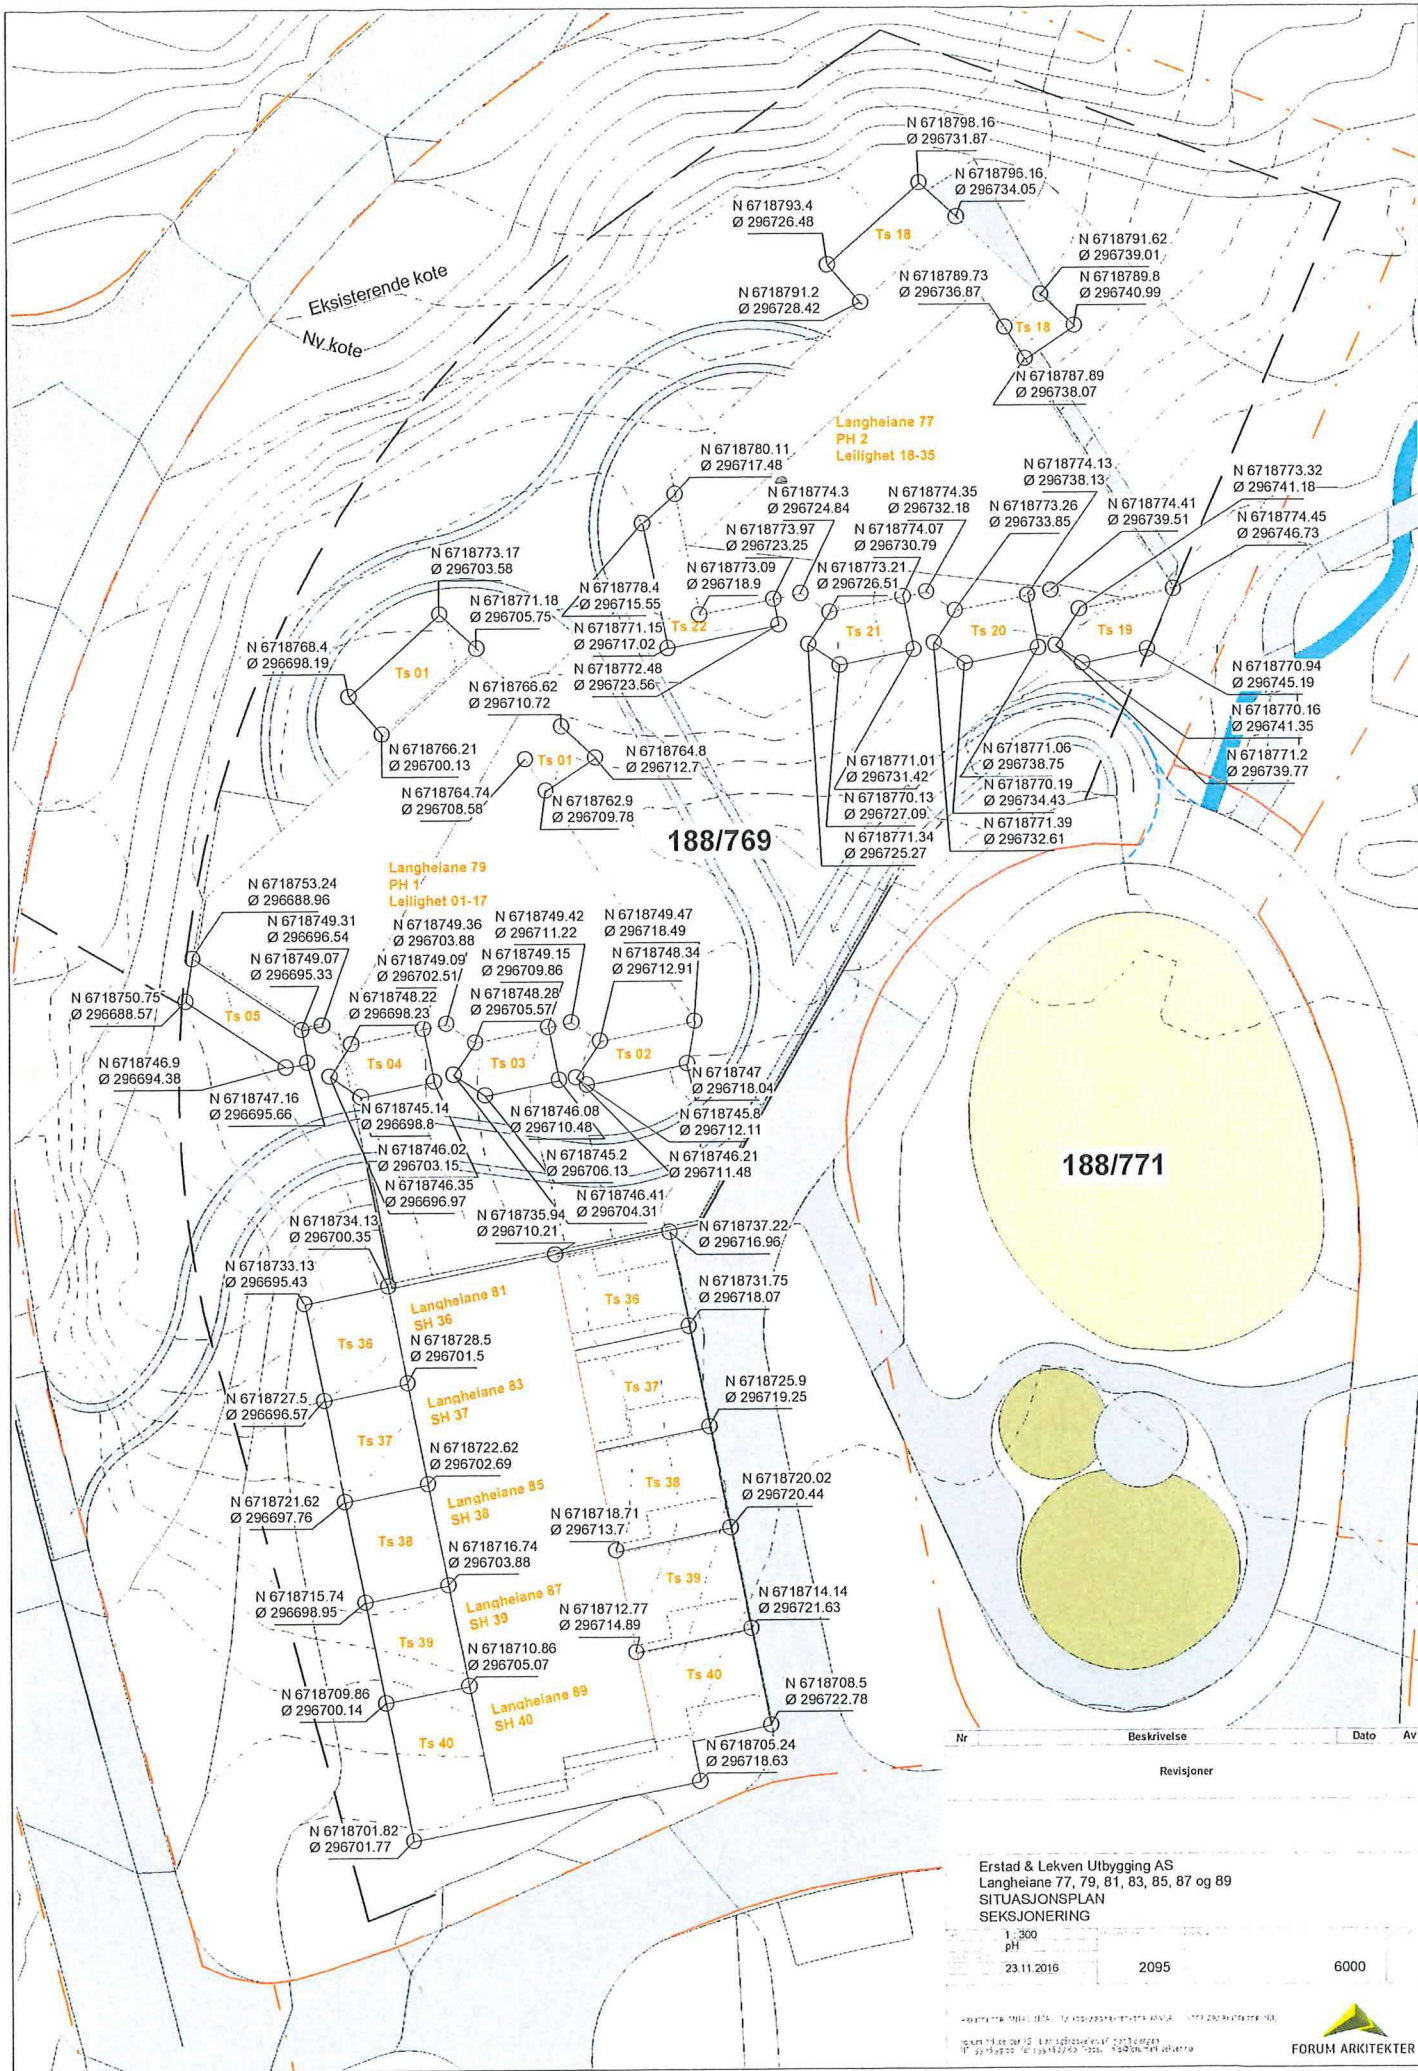 N 6718798.16
Ø 296731.87
N 6718796.16
Ø 296734.05
N 6718793.4
Ø 296726.48
Ts 18
N 6718791.62
Ø 296739.01
N 6718789.73
Ø 296736.87
N 6718789.8
Ø 296740.99
N 6718791.2
Ø 296728.42
Ts 18
Eksisterende kote
Ny kote
N 6718787.89
Ø 296738.07
Langheiane 77
PH 2
Leilighet 18-35
N 6718780.11
Ø 296717.48
N 6718774.13
Ø 296738.13
N 6718773.32
Ø 296741.18
N 6718774.3
Ø 296724.84
N 6718774.35
Ø 296732.18
N 6718773.26
Ø 296733.85
N 6718774.41
Ø 296739.51
N 6718774.45
Ø 296746.73
N 6718773.97
Ø 296723.25
N 6718774.07
Ø 296730.79
N 6718773.17
Ø 296703.58
N 6718773.09
Ø 296718.9
N 6718773.21
Ø 296726.51
N 6718778.4
Ø 296715.55
N 6718771.18
Ø 296705.75
Ts 22
Ts 21
Ts 20
Ts 19
N 6718771.15
Ø 296717.02
N 6718768.4
Ø 296698.19
Ts 01
N 6718772.48
Ø 296723.56
N 6718770.94
Ø 296745.19
N 6718766.62
Ø 296710.72
N 6718770.16
Ø 296741.35
N 6718766.21
Ø 296700.13
Ts 01
N 6718764.8
Ø 296712.7
N 6718771.01
Ø 296731.42
N 6718771.06
Ø 296738.75
N 6718771.2
Ø 296739.77
N 6718764.74
Ø 296708.58
N 6718762.9
Ø 296709.78
N 6718770.13
Ø 296727.09
N 6718770.19
Ø 296734.43
188/769
N 6718771.34
Ø 296725.27
N 6718771.39
Ø 296732.61
Langheiane 79
PH 1
Leilighet 01-17
N 6718753.24
Ø 296688.96
N 6718749.31
Ø 296696.54
N 6718749.36
Ø 296703.88
N 6718749.42
Ø 296711.22
N 6718749.47
Ø 296718.49
N 6718749.07
Ø 296695.33
N 6718749.09
Ø 296702.51
N 6718749.15
Ø 296709.86
N 6718748.34
Ø 296712.91
N 6718750.75
Ø 296688.57
N 6718748.22
Ø 296698.23
N 6718748.28
Ø 296705.57
Ts 05
Ts 04
Ts 03
Ts 02
N 6718746.9
Ø 296694.38
N 6718747
Ø 296718.04
N 6718747.16
Ø 296695.66
N 6718745.14
Ø 296698.8
N 6718746.08
Ø 296710.48
N 6718745.8
Ø 296712.11
N 6718746.02
Ø 296703.15
N 6718745.2
Ø 296706.13
N 6718746.21
Ø 296711.48
188/771
N 6718746.35
Ø 296696.97
N 6718746.41
Ø 296704.31
N 6718734.13
Ø 296700.35
N 6718735.94
Ø 296710.21
N 6718737.22
Ø 296716.96
N 6718733.13
Ø 296695.43
Langheiane 81
SH 36
Ts 36
N 6718731.75
Ø 296718.07
Ts 36
N 6718728.5
Ø 296701.5
N 6718727.5
Ø 296696.57
Langheiane 83
SH 37
Ts 37
N 6718725.9
Ø 296719.25
Ts 37
N 6718722.62
Ø 296702.69
N 6718721.62
Ø 296697.76
Langheiane 85
SH 38
Ts 38
N 6718720.02
Ø 296720.44
Ts 38
N 6718718.71
Ø 296713.7
N 6718716.74
Ø 296703.88
N 6718715.74
Ø 296698.95
Langheiane 87
SH 39
Ts 39
N 6718714.14
Ø 296721.63
N 6718712.77
Ø 296714.89
Ts 39
N 6718710.86
Ø 296705.07
N 6718709.86
Ø 296700.14
Langheiane 89
SH 40
Ts 40
N 6718708.5
Ø 296722.78
Ts 40
N 6718705.24
Ø 296718.63
N 6718701.82
Ø 296701.77
Nr Beskrivelse Dato Av
Revisjoner
Erstad & Lekven Utbygging AS
Langheiane 77, 79, 81, 83, 85, 87 og 89
SITUASJONSPLAN
SEKSJONERING
1 : 300
pH
23.11.2016 2095 6000
FORUM ARKITEKTER